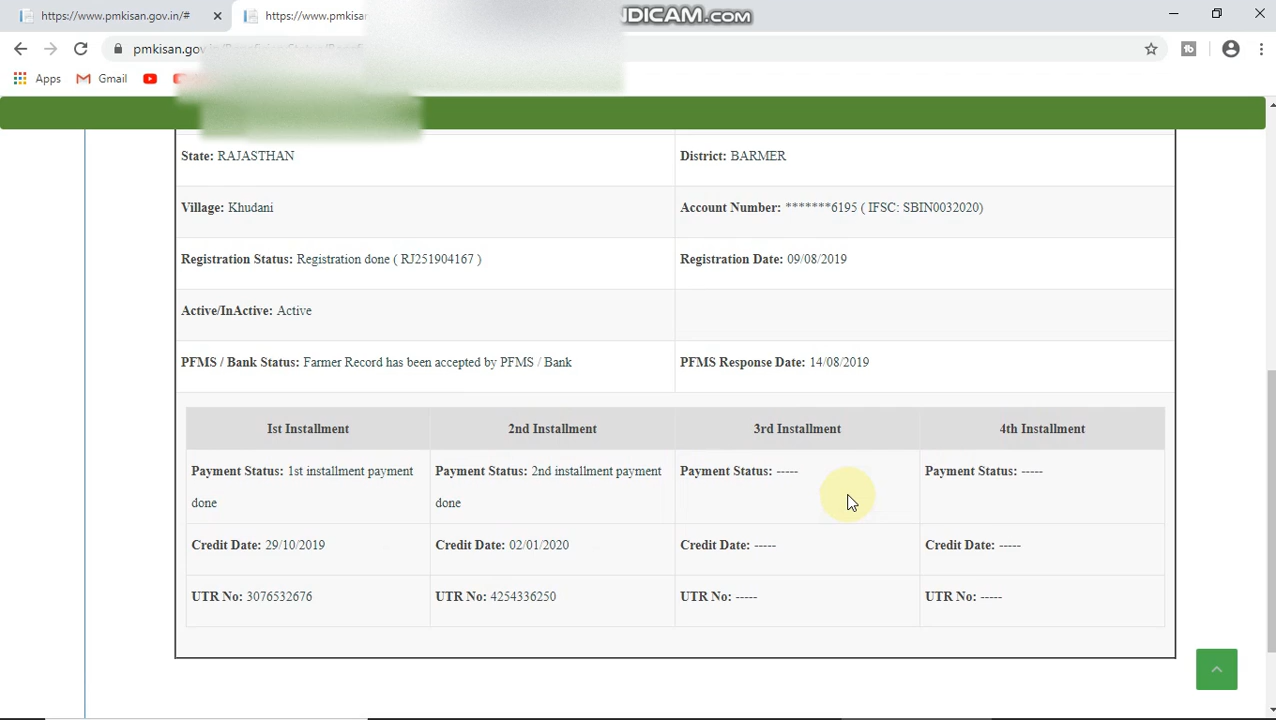 https://www.pmkisan.gov.in/#
https://www.pmkisa
NDICAM.COM
pmkisan.gov
Apps
Gmail
State: RAJASTHAN
District: BARMER
Village: Khudani
Account Number: *******6195 ( IFSC: SBIN0032020)
Registration Status: Registration done ( RJ251904167 )
Registration Date: 09/08/2019
Active/InActive: Active
PFMS / Bank Status: Farmer Record has been accepted by PFMS / Bank
PFMS Response Date: 14/08/2019
Ist Installment
2nd Installment
3rd Installment
4th Installment
Payment Status: 1st installment payment
done
Payment Status: 2nd installment payment
done
Payment Status: -----
Payment Status: -----
Credit Date: 29/10/2019
Credit Date: 02/01/2020
Credit Date: -----
Credit Date: -----
UTR No: 3076532676
UTR No: 4254336250
UTR No: -----
UTR No: -----